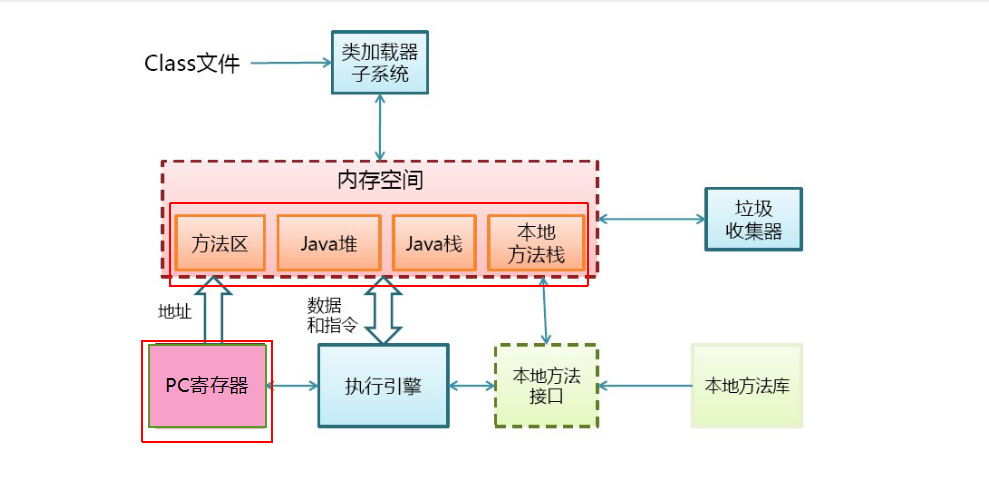 Class文件
类加载器
子系统
内存空间
方法区
Java堆
Java栈
本地
方法栈
垃圾
收集器
地址
数据
和指令
PC寄存器
执行引擎
本地方法
接口
本地方法库